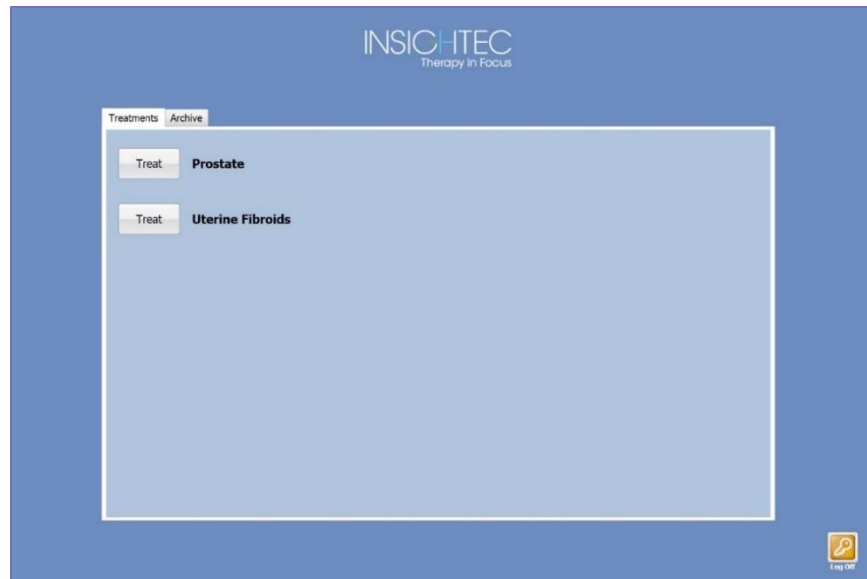 INSIGHTEC
Therapy in Focus
Treatments Archive
Treat Prostate
Treat Uterine Fibroids
Log Off